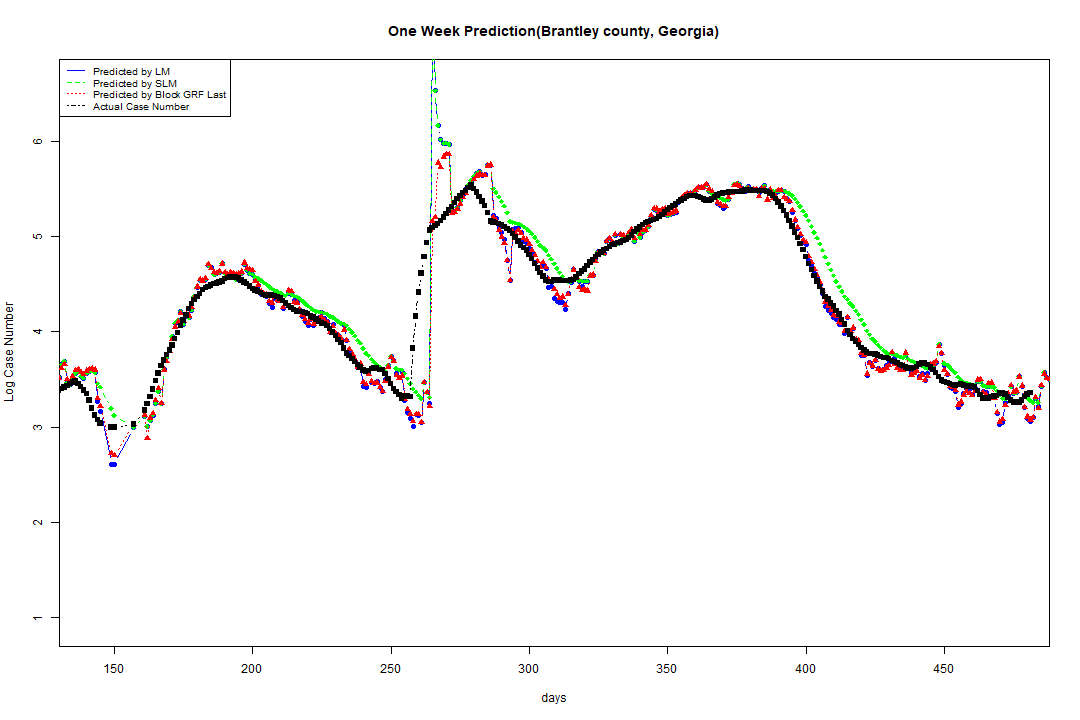 One Week Prediction(Brantley county, Georgia)
Predicted by LM
Predicted by SLM
Predicted by Block GRF Last
Actual Case Number
Log Case Number
6
5
4
3
2
1
150 200 250 300 350 400 450
days